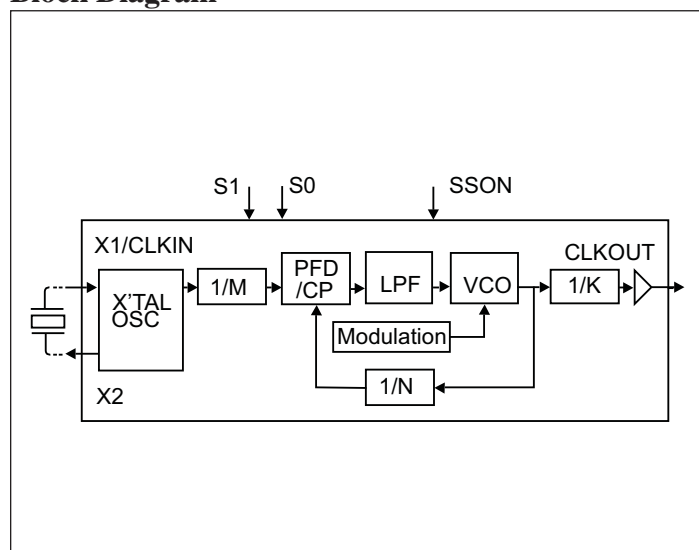 Block Diagram
S1
S0
SSON
X1/CLKIN
CLKOUT
X'TAL
OSC
1/M
PFD
/CP
LPF
VCO
1/K
Modulation
1/N
X2